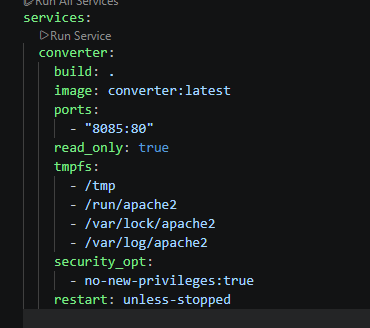 Run All Services
services:
▷Run Service
converter:
build: .
image: converter:latest
ports:
- "8085:80"
read_only: true
tmpfs:
- /tmp
- /run/apache2
- /var/lock/apache2
- /var/log/apache2
security_opt:
- no-new-privileges:true
restart: unless-stopped